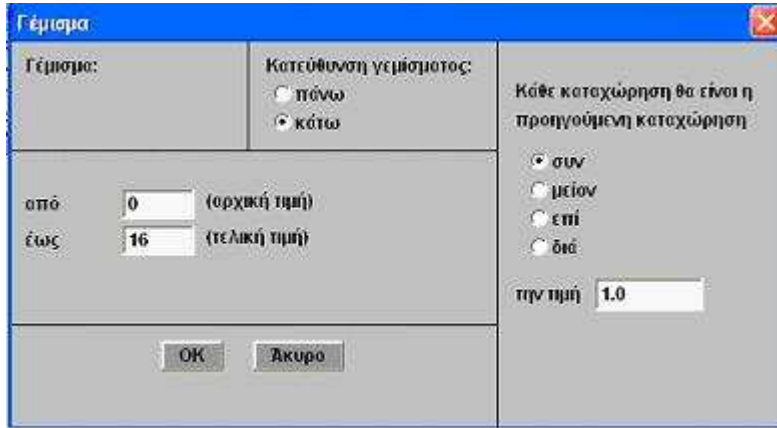 Γέμισμα
Γέμισμα:
Κατεύθυνση γεμίσματος:
πάνω
κάτω
από 0 (αρχική τιμή)
έως 16 (τελική τιμή)
Κάθε καταχώρηση θα είναι η
προηγούμενη καταχώρηση
συν
μείον
επί
διά
την τιμή 1.0
OK Άκυρο